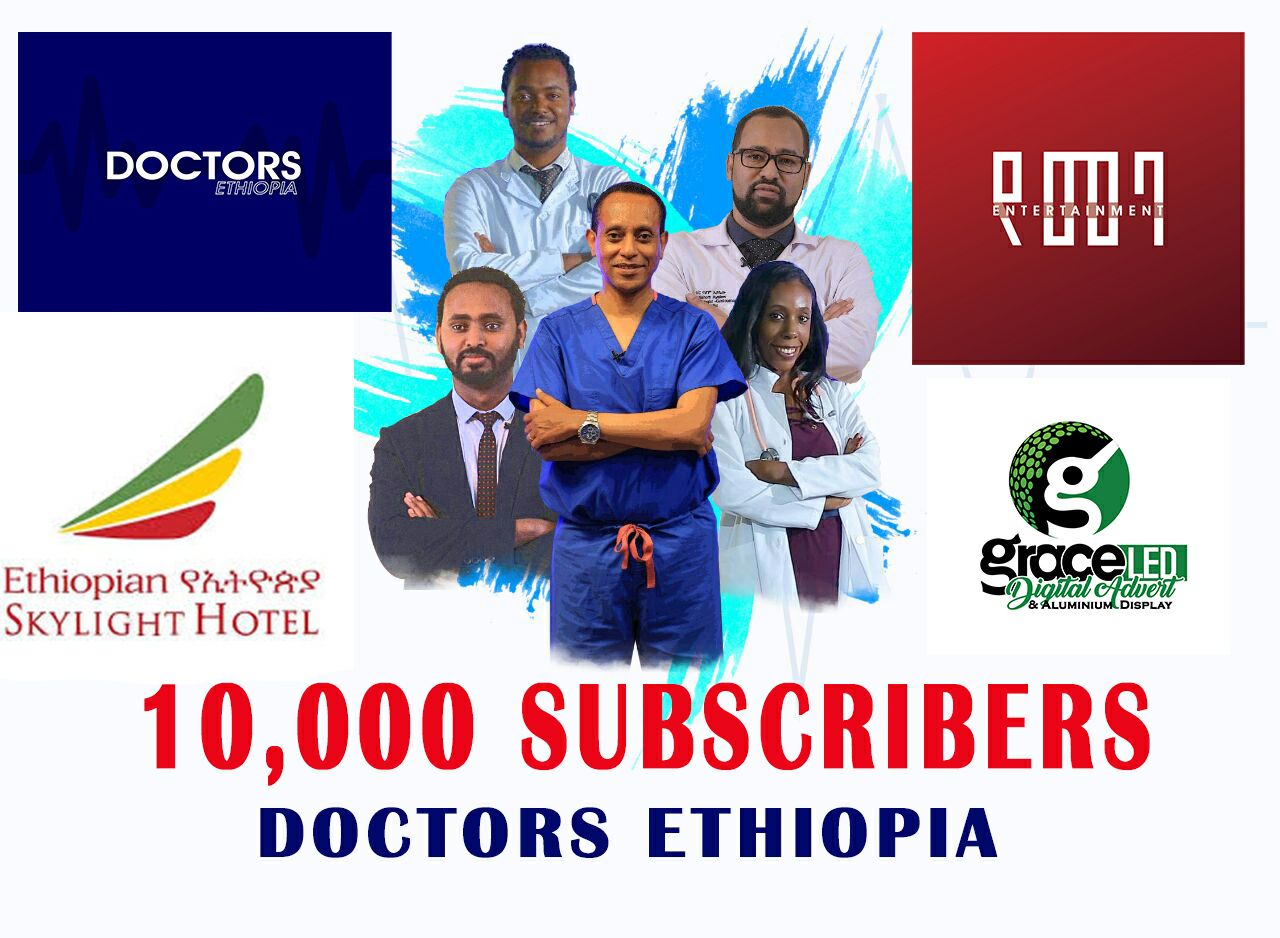 DOCTORS
ETHIOPIA
ENTERTAINMENT
Ethiopian የኢትዮጵያ
SKYLIGHT HOTEL
g
grace LED
Digital Advert
& ALUMINIUM DISPLAY
10,000 SUBSCRIBERS
DOCTORS ETHIOPIA